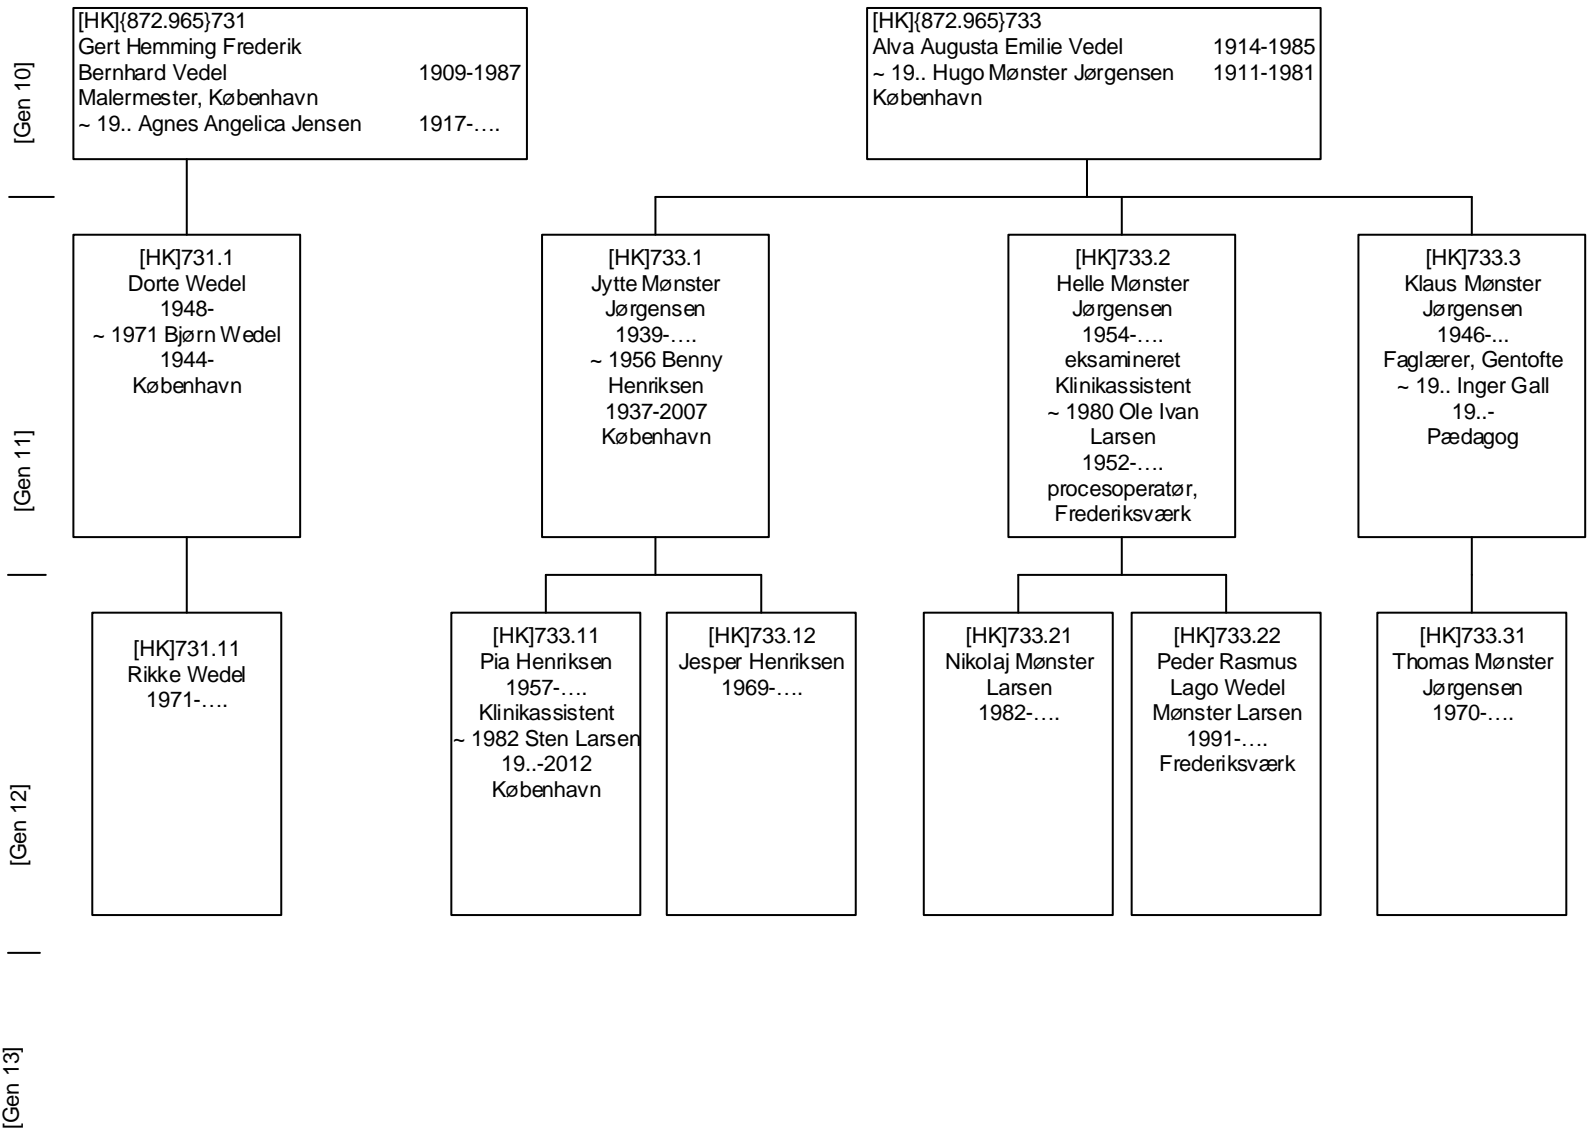 [Gen 10]
[HK]{872.965}731
Gert Hemming Frederik
Bernhard Vedel 1909-1987
Malermester, København
~ 19.. Agnes Angelica Jensen 1917-....
[HK]{872.965}733
Alva Augusta Emilie Vedel 1914-1985
~ 19.. Hugo Mønster Jørgensen 1911-1981
København
[Gen 11]
[HK]731.1
Dorte Wedel
1948-
~ 1971 Bjørn Wedel
1944-
København
[HK]733.1
Jytte Mønster
Jørgensen
1939-....
~ 1956 Benny
Henriksen
1937-2007
København
[HK]733.2
Helle Mønster
Jørgensen
1954-....
eksamineret
Klinikassistent
~ 1980 Ole Ivan
Larsen
1952-....
procesoperatør,
Frederiksværk
[HK]733.3
Klaus Mønster
Jørgensen
1946-...
Faglærer, Gentofte
~ 19.. Inger Gall
19..-
Pædagog
[Gen 12]
[HK]731.11
Rikke Wedel
1971-....
[HK]733.11
Pia Henriksen
1957-....
Klinikassistent
~ 1982 Sten Larsen
19..-2012
København
[HK]733.12
Jesper Henriksen
1969-....
[HK]733.21
Nikolaj Mønster
Larsen
1982-....
[HK]733.22
Peder Rasmus
Lago Wedel
Mønster Larsen
1991-....
Frederiksværk
[HK]733.31
Thomas Mønster
Jørgensen
1970-....
[Gen 13]